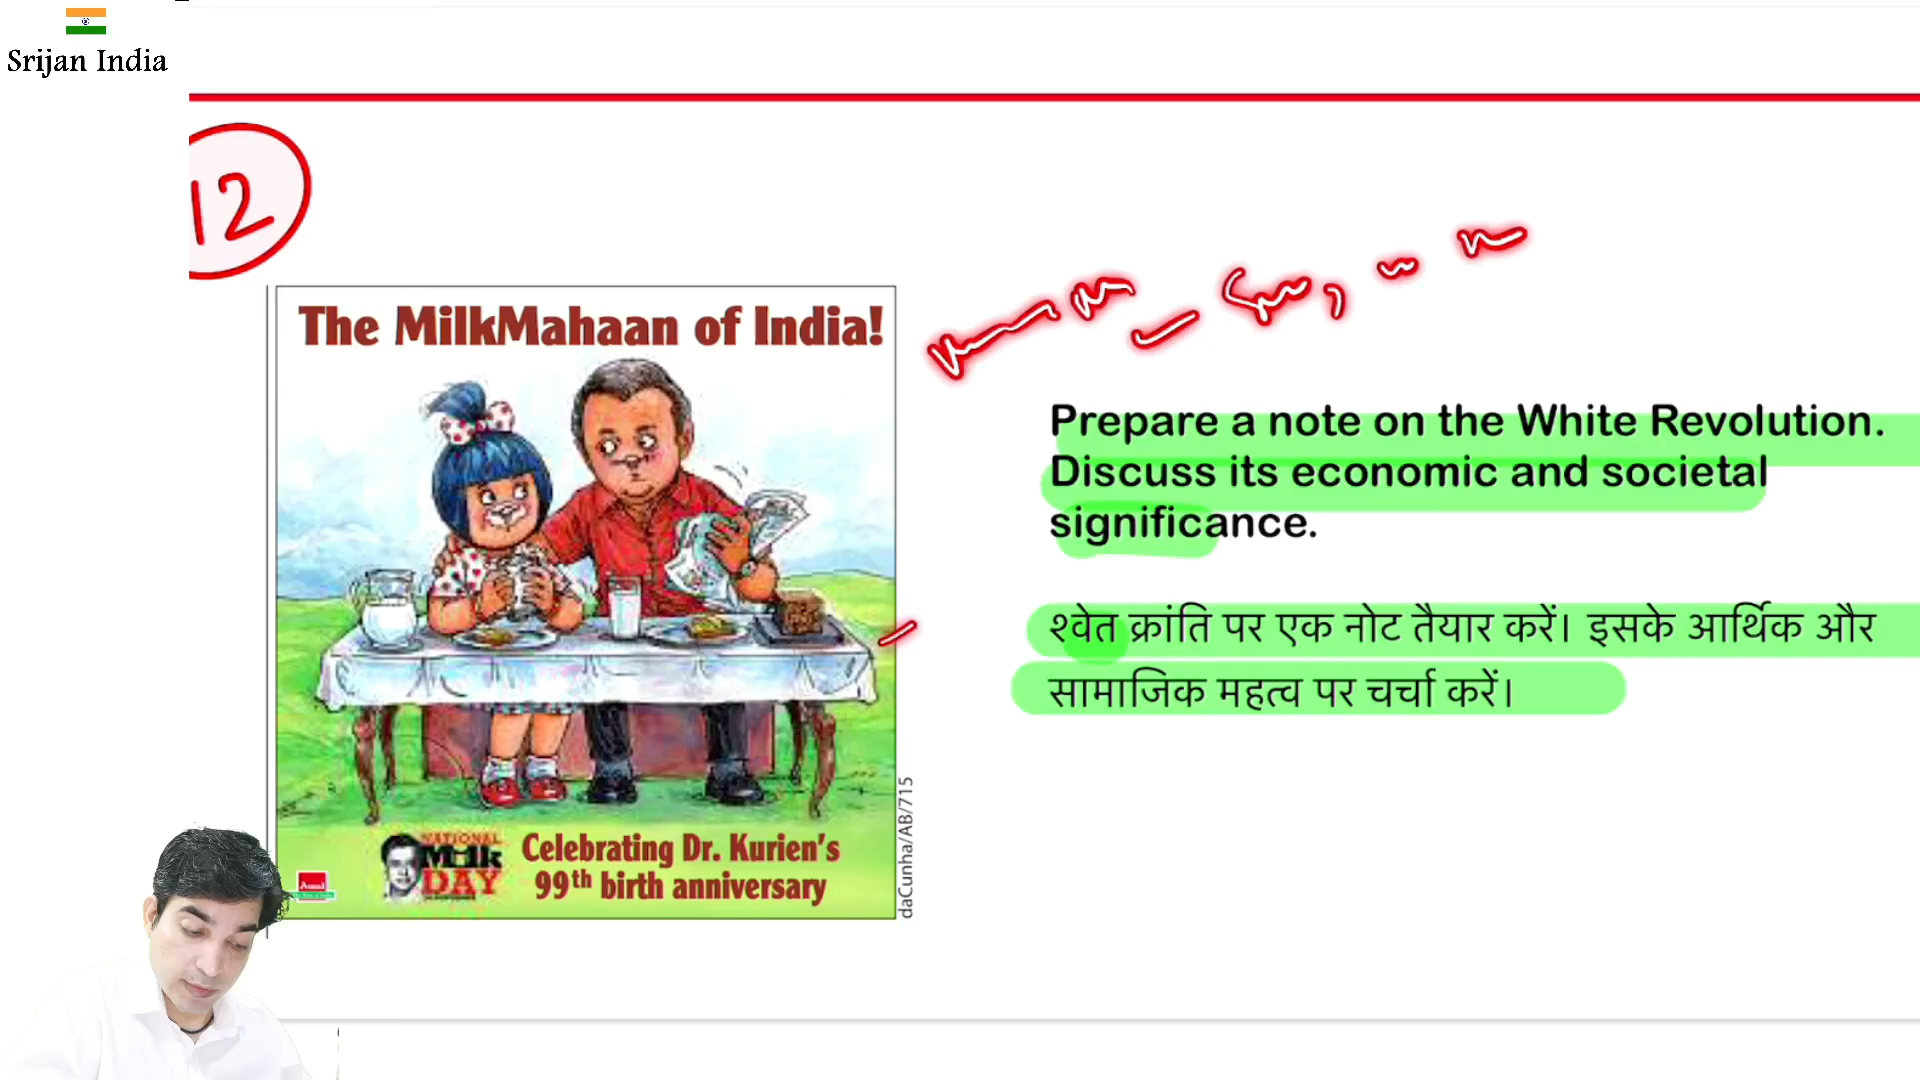 Srijan India
12
The MilkMahaan of India!
Prepare a note on the White Revolution.
Discuss its economic and societal
significance.
श्वेत क्रांति पर एक नोट तैयार करें। इसके आर्थिक और
सामाजिक महत्व पर चर्चा करें।
NATIONAL
Milk
DAY
Celebrating Dr. Kurien's
99th birth anniversary
Amul
daCunha/AB/715